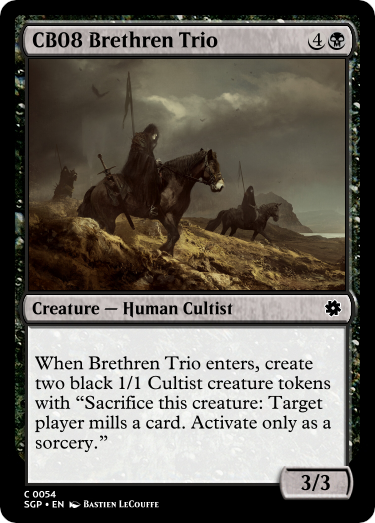 CB08 Brethren Trio 4
Creature — Human Cultist
When Brethren Trio enters, create
two black 1/1 Cultist creature tokens
with “Sacrifice this creature: Target
player mills a card. Activate only as a
sorcery.”
3/3
C 0054
SGP • EN Bastien LeCouffe